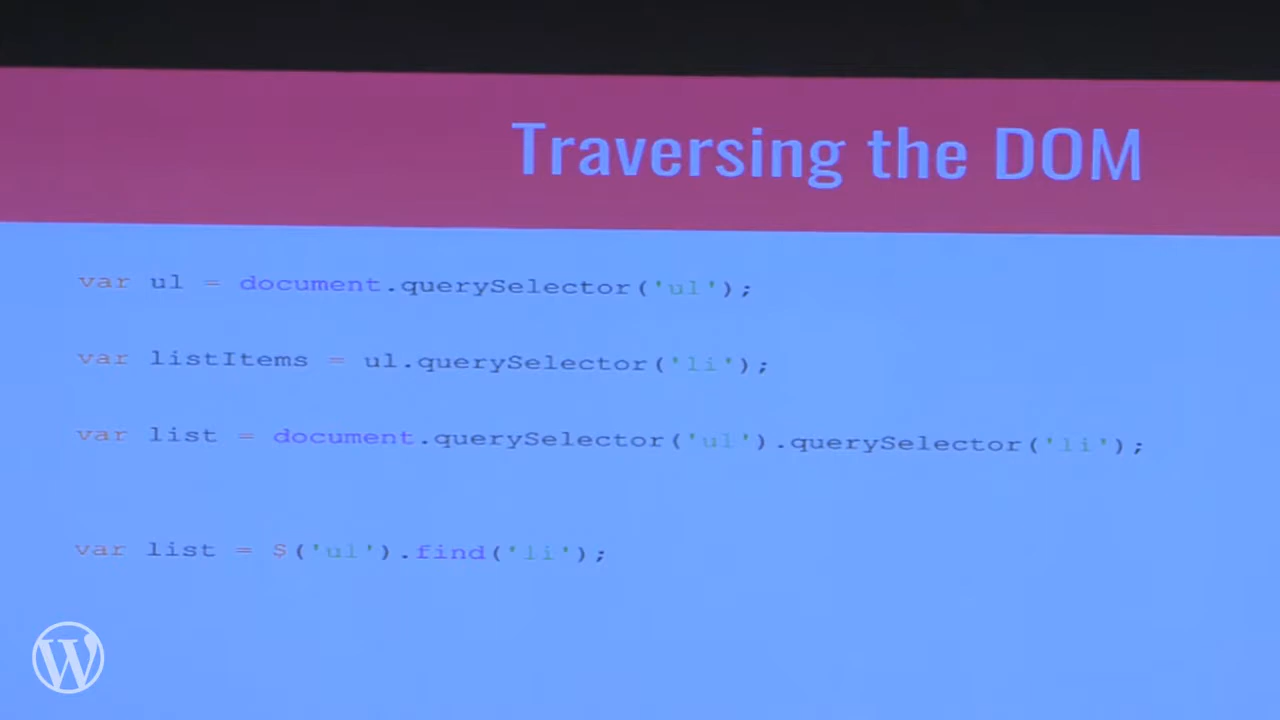 Traversing the DOM
var ul = document.querySelector('ul');
var listItems = ul.querySelector('li');
var list = document.querySelector('ul').querySelector('li');
var list = $('ul').find('li');